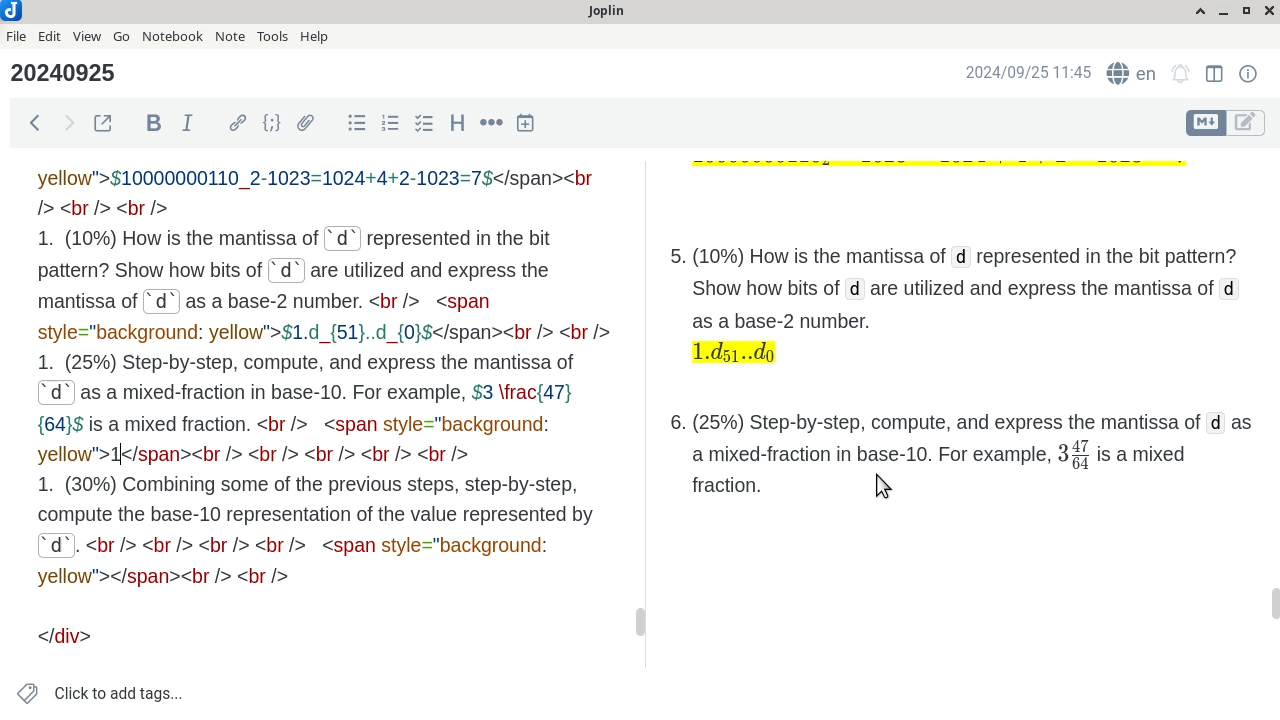 Joplin
File Edit View Go Notebook Note Tools Help
20240925
2024/09/25 11:45 en
yellow">$10000000110_2-1023=1024+4+2-1023=7$</span><br
/> <br /> <br />
1. (10%) How is the mantissa of `d` represented in the bit
pattern? Show how bits of `d` are utilized and express the
mantissa of `d` as a base-2 number. <br /> <span
style="background: yellow">$1.d_{51}..d_{0}$</span><br /> <br />
1. (25%) Step-by-step, compute, and express the mantissa of
`d` as a mixed-fraction in base-10. For example, $3 \frac{47}
{64}$ is a mixed fraction. <br /> <span style="background:
yellow">1</span><br /> <br /> <br /> <br /> <br />
1. (30%) Combining some of the previous steps, step-by-step,
compute the base-10 representation of the value represented by
`d`. <br /> <br /> <br /> <br /> <span style="background:
yellow"></span><br /> <br />
</div>
5. (10%) How is the mantissa of d represented in the bit pattern?
Show how bits of d are utilized and express the mantissa of d
as a base-2 number.
1.d₅₁..d₀
6. (25%) Step-by-step, compute, and express the mantissa of d as
a mixed-fraction in base-10. For example, 3 47/64 is a mixed
fraction.
Click to add tags...